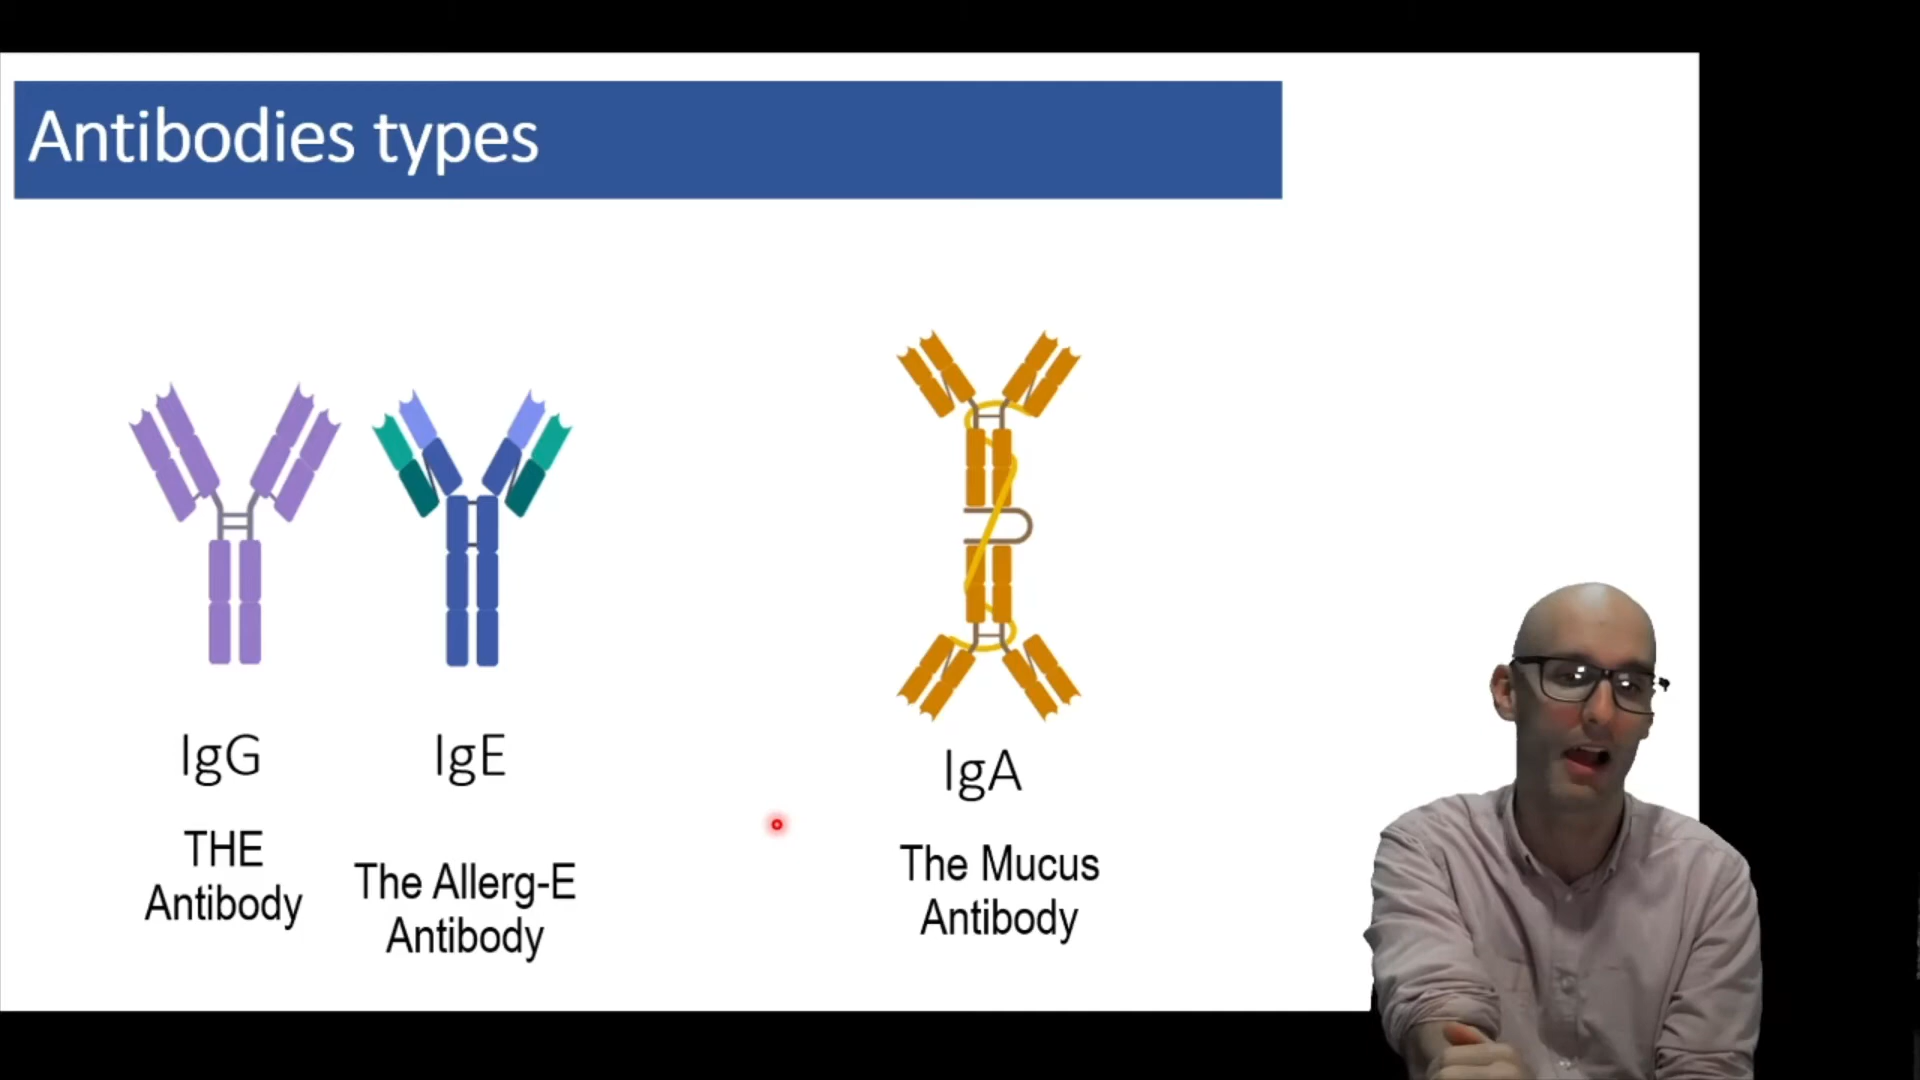 Antibodies types
IgG
THE
Antibody
IgE
The Allerg-E
Antibody
IgA
The Mucus
Antibody